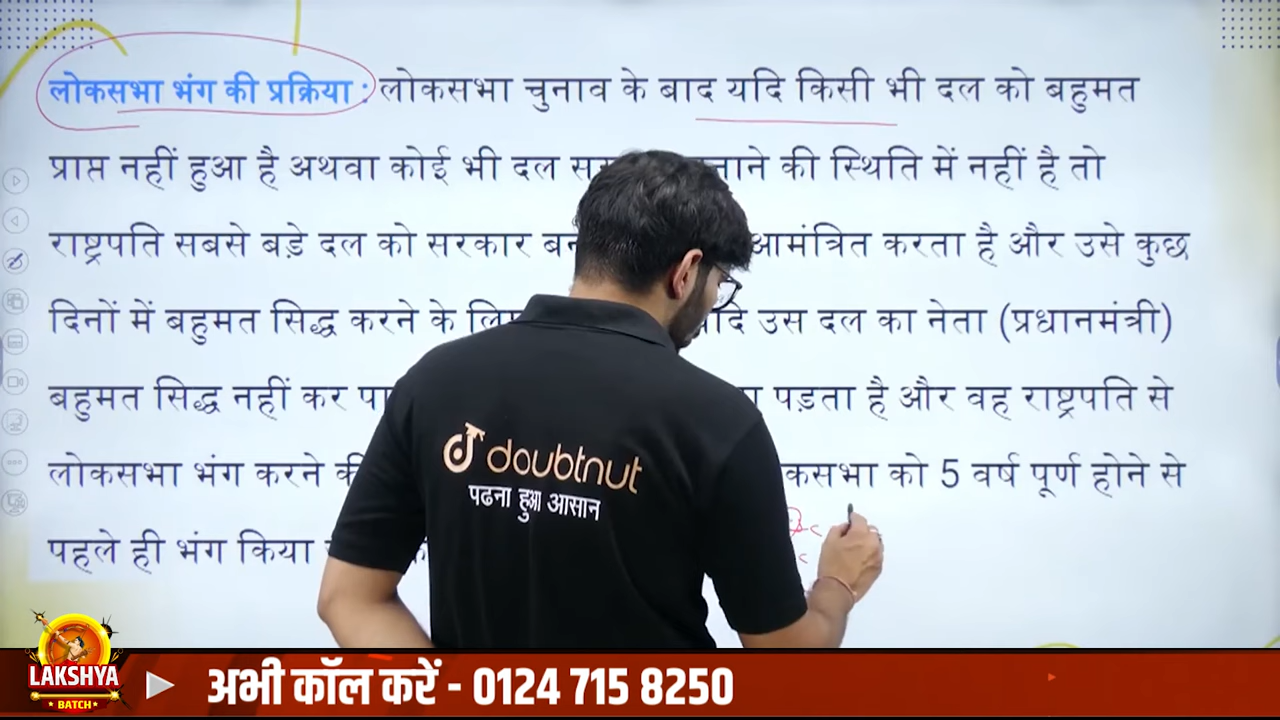 लोकसभा भंग की प्रक्रिया : लोकसभा चुनाव के बाद यदि किसी भी दल को बहुमत
प्राप्त नहीं हुआ है अथवा कोई भी दल की स्थिति में नहीं है तो
राष्ट्रपति सबसे बड़े दल को सरकार आमंत्रित करता है और उसे कुछ
दिनों में बहुमत सिद्ध करने के उस दल का नेता (प्रधानमंत्री)
बहुमत सिद्ध नहीं कर पड़ता है और वह राष्ट्रपति से
लोकसभा भंग करने को 5 वर्ष पूर्ण होने से
पहले ही भंग किया
doubtnut
पढना हुआ आसान
LAKSHYA
BATCH
अभी कॉल करें - 0124 715 8250